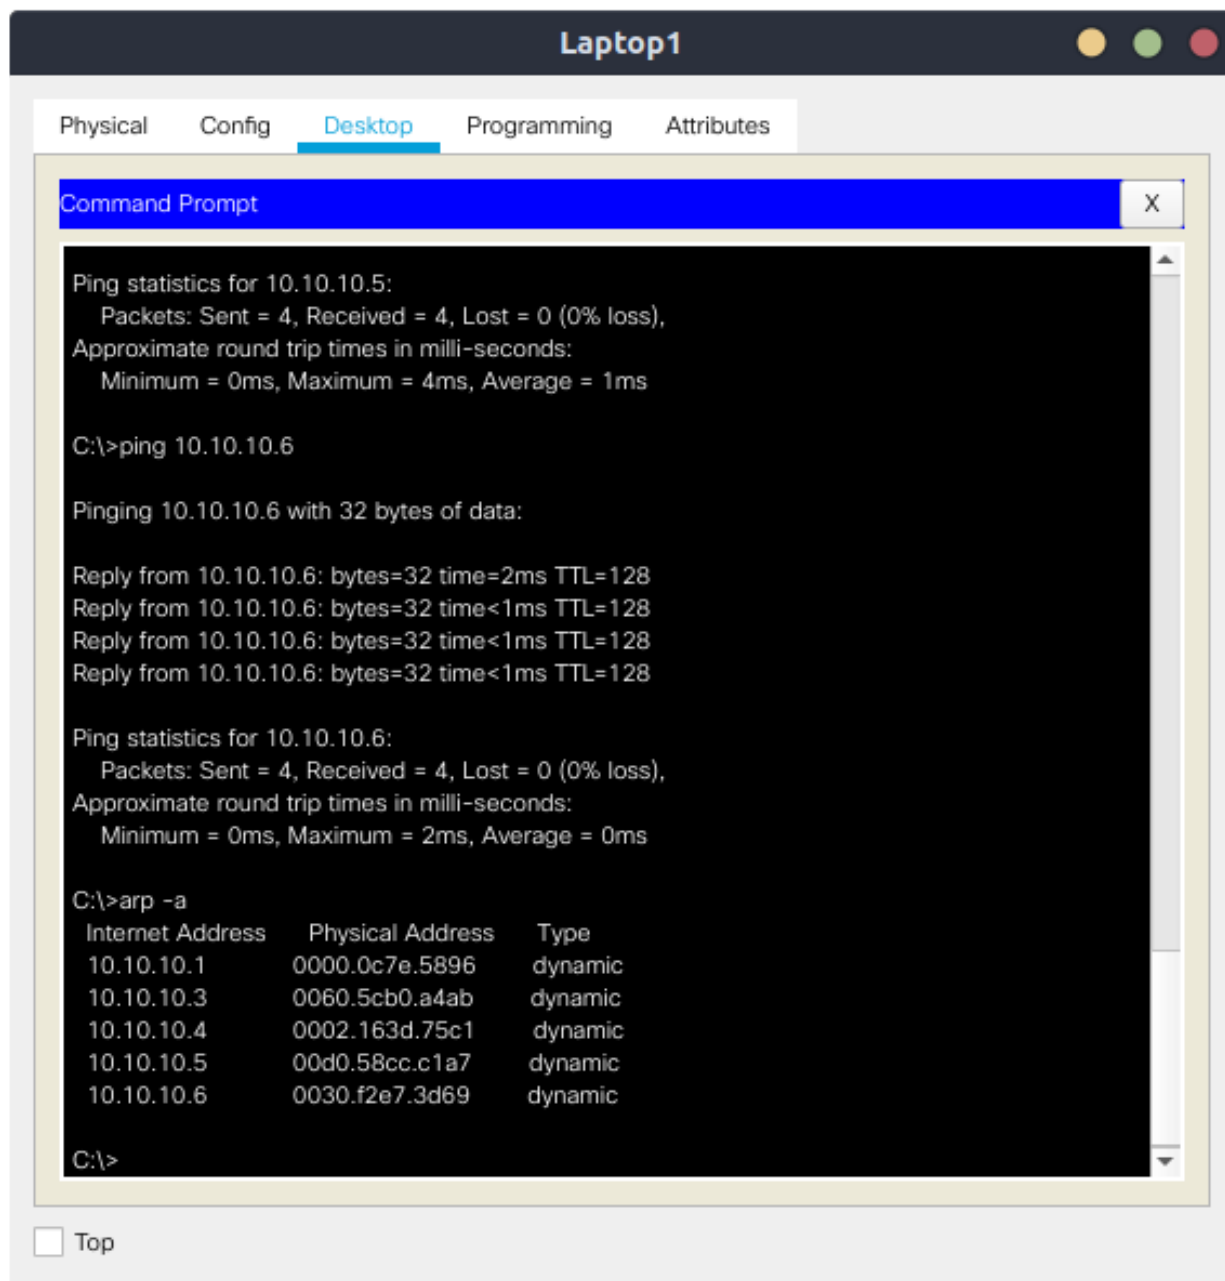 Laptop1
Physical Config Desktop Programming Attributes
Command Prompt X
Ping statistics for 10.10.10.5:
Packets: Sent = 4, Received = 4, Lost = 0 (0% loss),
Approximate round trip times in milli-seconds:
Minimum = 0ms, Maximum = 4ms, Average = 1ms
C:\>ping 10.10.10.6
Pinging 10.10.10.6 with 32 bytes of data:
Reply from 10.10.10.6: bytes=32 time=2ms TTL=128
Reply from 10.10.10.6: bytes=32 time<1ms TTL=128
Reply from 10.10.10.6: bytes=32 time<1ms TTL=128
Reply from 10.10.10.6: bytes=32 time<1ms TTL=128
Ping statistics for 10.10.10.6:
Packets: Sent = 4, Received = 4, Lost = 0 (0% loss),
Approximate round trip times in milli-seconds:
Minimum = 0ms, Maximum = 2ms, Average = 0ms
C:\>arp -a
Internet Address Physical Address Type
10.10.10.1 0000.0c7e.5896 dynamic
10.10.10.3 0060.5cb0.a4ab dynamic
10.10.10.4 0002.163d.75c1 dynamic
10.10.10.5 00d0.58cc.c1a7 dynamic
10.10.10.6 0030.f2e7.3d69 dynamic
C:\>
Top